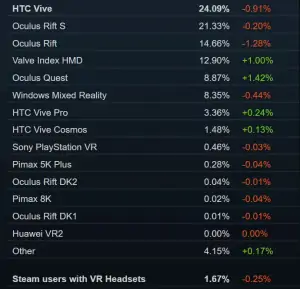 HTC Vive 24.09% -0.91%
Oculus Rift S 21.33% -0.20%
Oculus Rift 14.66% -1.28%
Valve Index HMD 12.90% +1.00%
Oculus Quest 8.87% +1.42%
Windows Mixed Reality 8.35% -0.44%
HTC Vive Pro 3.36% +0.24%
HTC Vive Cosmos 1.48% +0.13%
Sony PlayStation VR 0.46% -0.03%
Pimax 5K Plus 0.28% -0.04%
Oculus Rift DK2 0.04% -0.01%
Pimax 8K 0.02% -0.04%
Oculus Rift DK1 0.01% -0.01%
Huawei VR2 0.00% 0.00%
Other 4.15% +0.17%
Steam users with VR Headsets 1.67% -0.25%